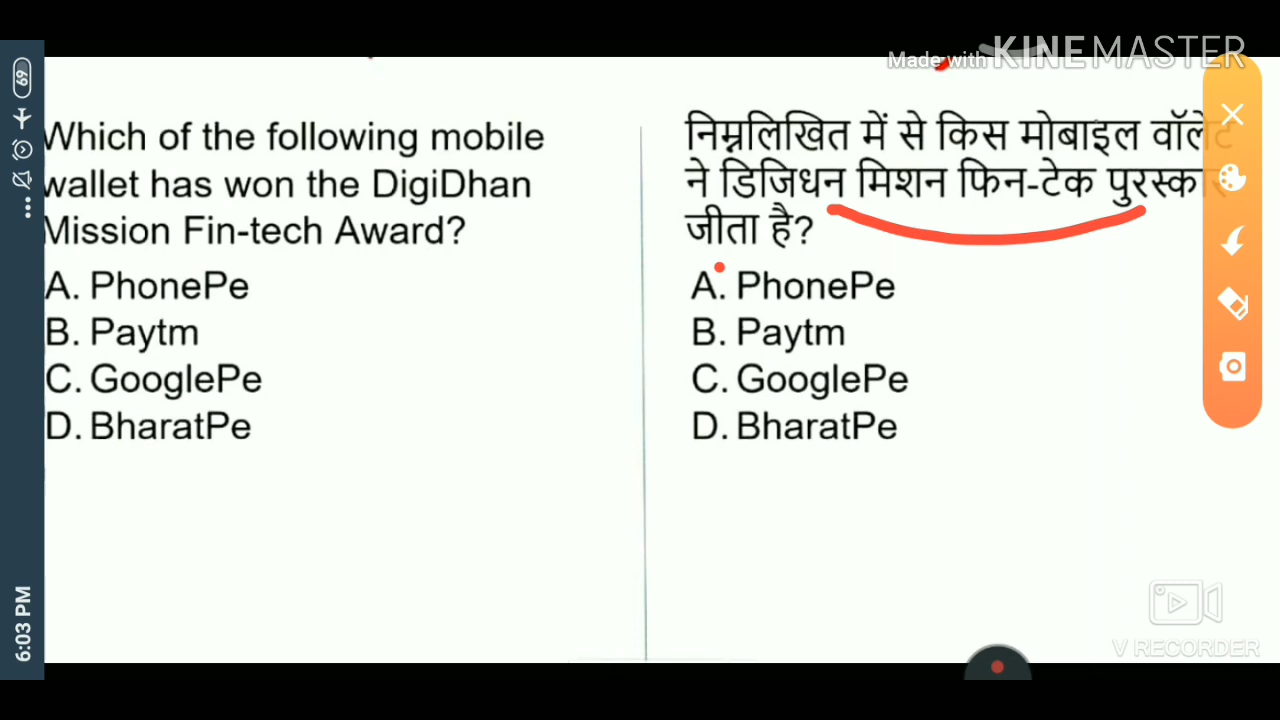 Made with KINEMASTER
69
Which of the following mobile
wallet has won the DigiDhan
Mission Fin-tech Award?
A. PhonePe
B. Paytm
C. GooglePe
D. BharatPe
निम्नलिखित में से किस मोबाइल वॉलेट
ने डिजिधन मिशन फिन-टेक पुरस्कार
जीता है?
A. PhonePe
B. Paytm
C. GooglePe
D. BharatPe
6:03 PM
V RECORDER